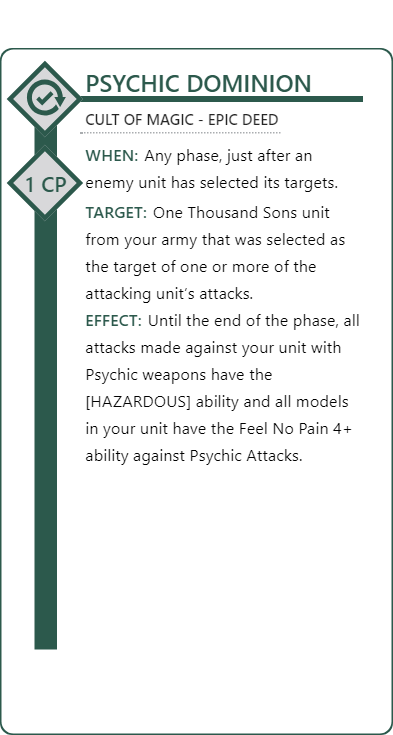 PSYCHIC DOMINION
CULT OF MAGIC - EPIC DEED
1 CP
WHEN: Any phase, just after an
enemy unit has selected its targets.
TARGET: One Thousand Sons unit
from your army that was selected as
the target of one or more of the
attacking unit's attacks.
EFFECT: Until the end of the phase, all
attacks made against your unit with
Psychic weapons have the
[HAZARDOUS] ability and all models
in your unit have the Feel No Pain 4+
ability against Psychic Attacks.